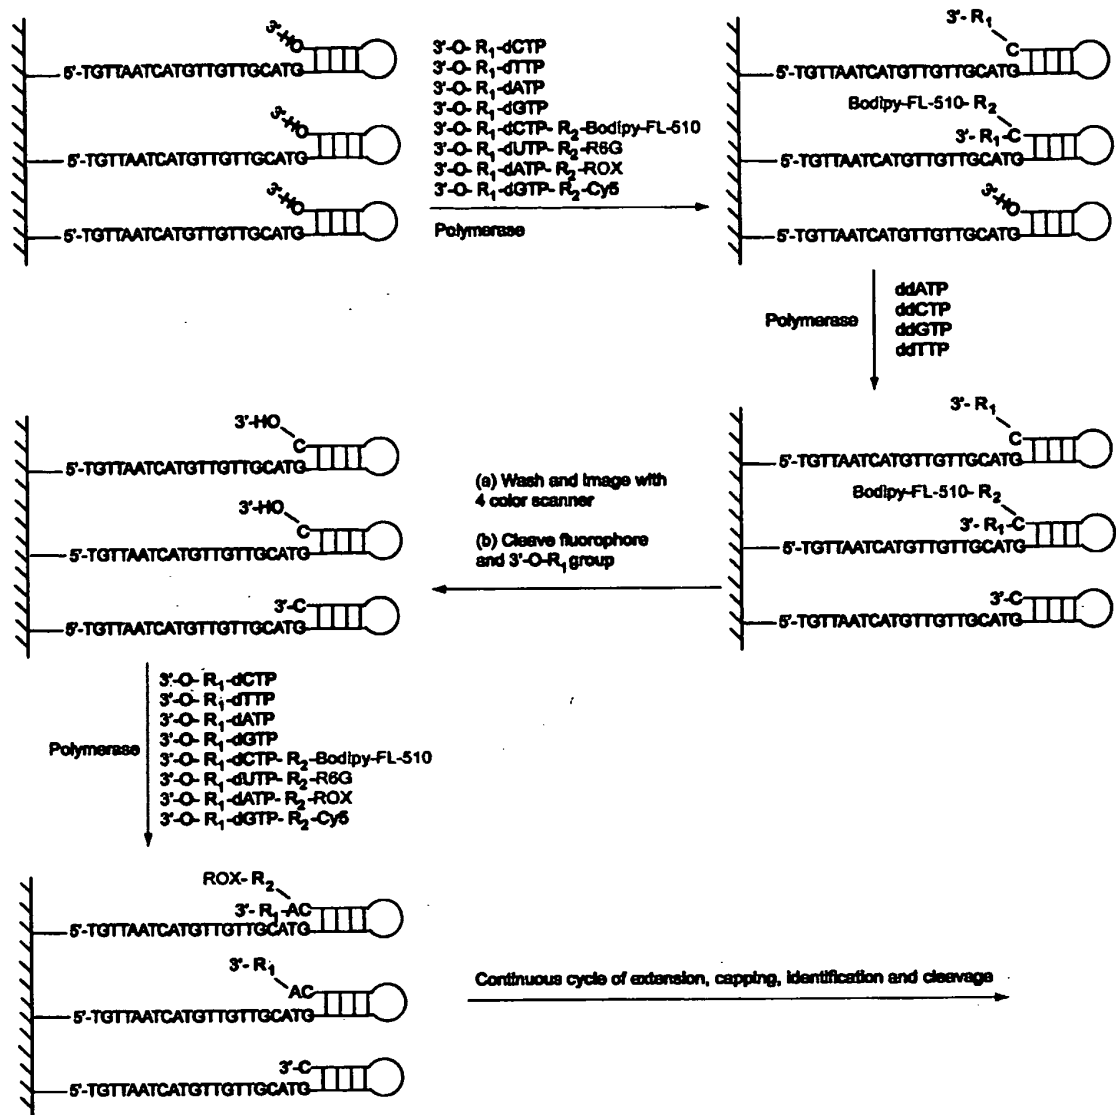 3'-HO
5'-TGTTAATCATGTTGTTGCATG
3'-HO
5'-TGTTAATCATGTTGTTGCATG
3'-HO
5'-TGTTAATCATGTTGTTGCATG
3'-O- R1-dCTP
3'-O- R1-dTTP
3'-O- R1-dATP
3'-O- R1-dGTP
3'-O- R1-dCTP- R2-Bodipy-FL-510
3'-O- R1-dUTP- R2-R6G
3'-O- R1-dATP- R2-ROX
3'-O- R1-dGTP- R2-Cy5
Polymerase
3'- R1
C
5'-TGTTAATCATGTTGTTGCATG
Bodipy-FL-510- R2
3'- R1-C
5'-TGTTAATCATGTTGTTGCATG
3'-HO
5'-TGTTAATCATGTTGTTGCATG
Polymerase
ddATP
ddCTP
ddGTP
ddTTP
3'- R1
C
5'-TGTTAATCATGTTGTTGCATG
Bodipy-FL-510- R2
3'- R1-C
5'-TGTTAATCATGTTGTTGCATG
3'-C
5'-TGTTAATCATGTTGTTGCATG
(a) Wash and image with
4 color scanner
(b) Cleave fluorophore
and 3'-O-R1 group
3'-HO
C
5'-TGTTAATCATGTTGTTGCATG
3'-HO
C
5'-TGTTAATCATGTTGTTGCATG
3'-C
5'-TGTTAATCATGTTGTTGCATG
Polymerase
3'-O- R1-dCTP
3'-O- R1-dTTP
3'-O- R1-dATP
3'-O- R1-dGTP
3'-O- R1-dCTP- R2-Bodipy-FL-510
3'-O- R1-dUTP- R2-R6G
3'-O- R1-dATP- R2-ROX
3'-O- R1-dGTP- R2-Cy5
ROX- R2
3'- R1-AC
5'-TGTTAATCATGTTGTTGCATG
3'- R1
AC
5'-TGTTAATCATGTTGTTGCATG
3'-C
5'-TGTTAATCATGTTGTTGCATG
Continuous cycle of extension, capping, identification and cleavage